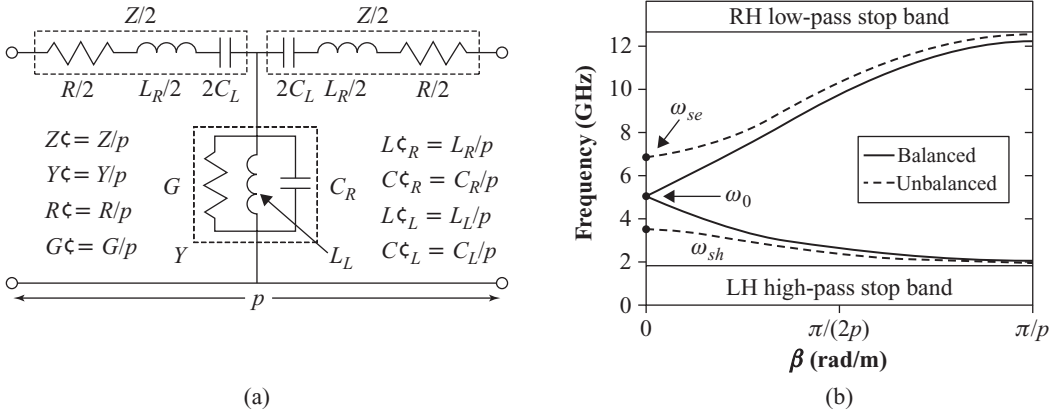 Z/2
Z/2
R/2
L_R/2
2C_L
2C_L
L_R/2
R/2
Z¢= Z/p
Y¢= Y/p
R¢= R/p
G¢= G/p
G
C_R
Y
L_L
L¢_R = L_R/p
C¢_R = C_R/p
L¢_L = L_L/p
C¢_L = C_L/p
p
(a)
RH low-pass stop band
12
10
8
6
4
2
0
Frequency (GHz)
ω_se
ω_0
ω_sh
Balanced
Unbalanced
LH high-pass stop band
0
π/(2p)
π/p
β (rad/m)
(b)